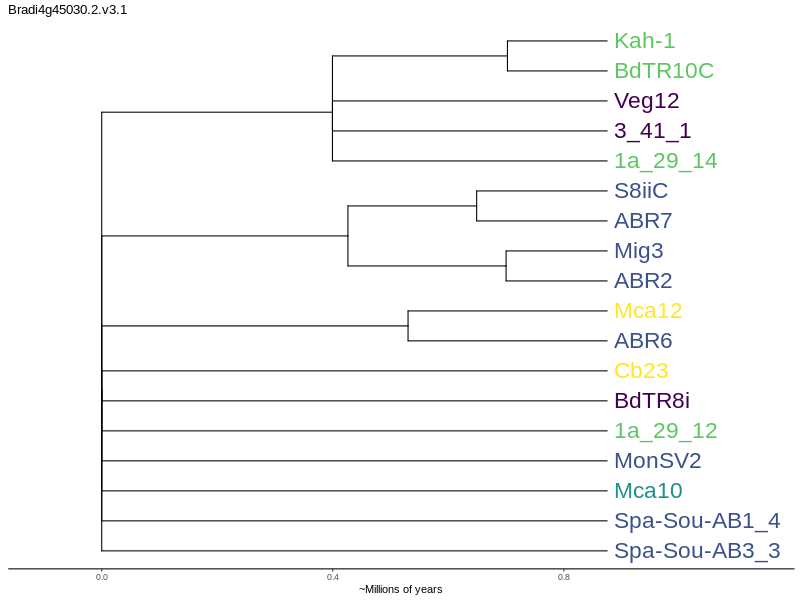 Bradi4g45030.2.v3.1
Kah-1
BdTR10C
Veg12
3_41_1
1a_29_14
S8iiC
ABR7
Mig3
ABR2
Mca12
ABR6
Cb23
BdTR8i
1a_29_12
MonSV2
Mca10
Spa-Sou-AB1_4
Spa-Sou-AB3_3
0.0 0.4 0.8
~Millions of years